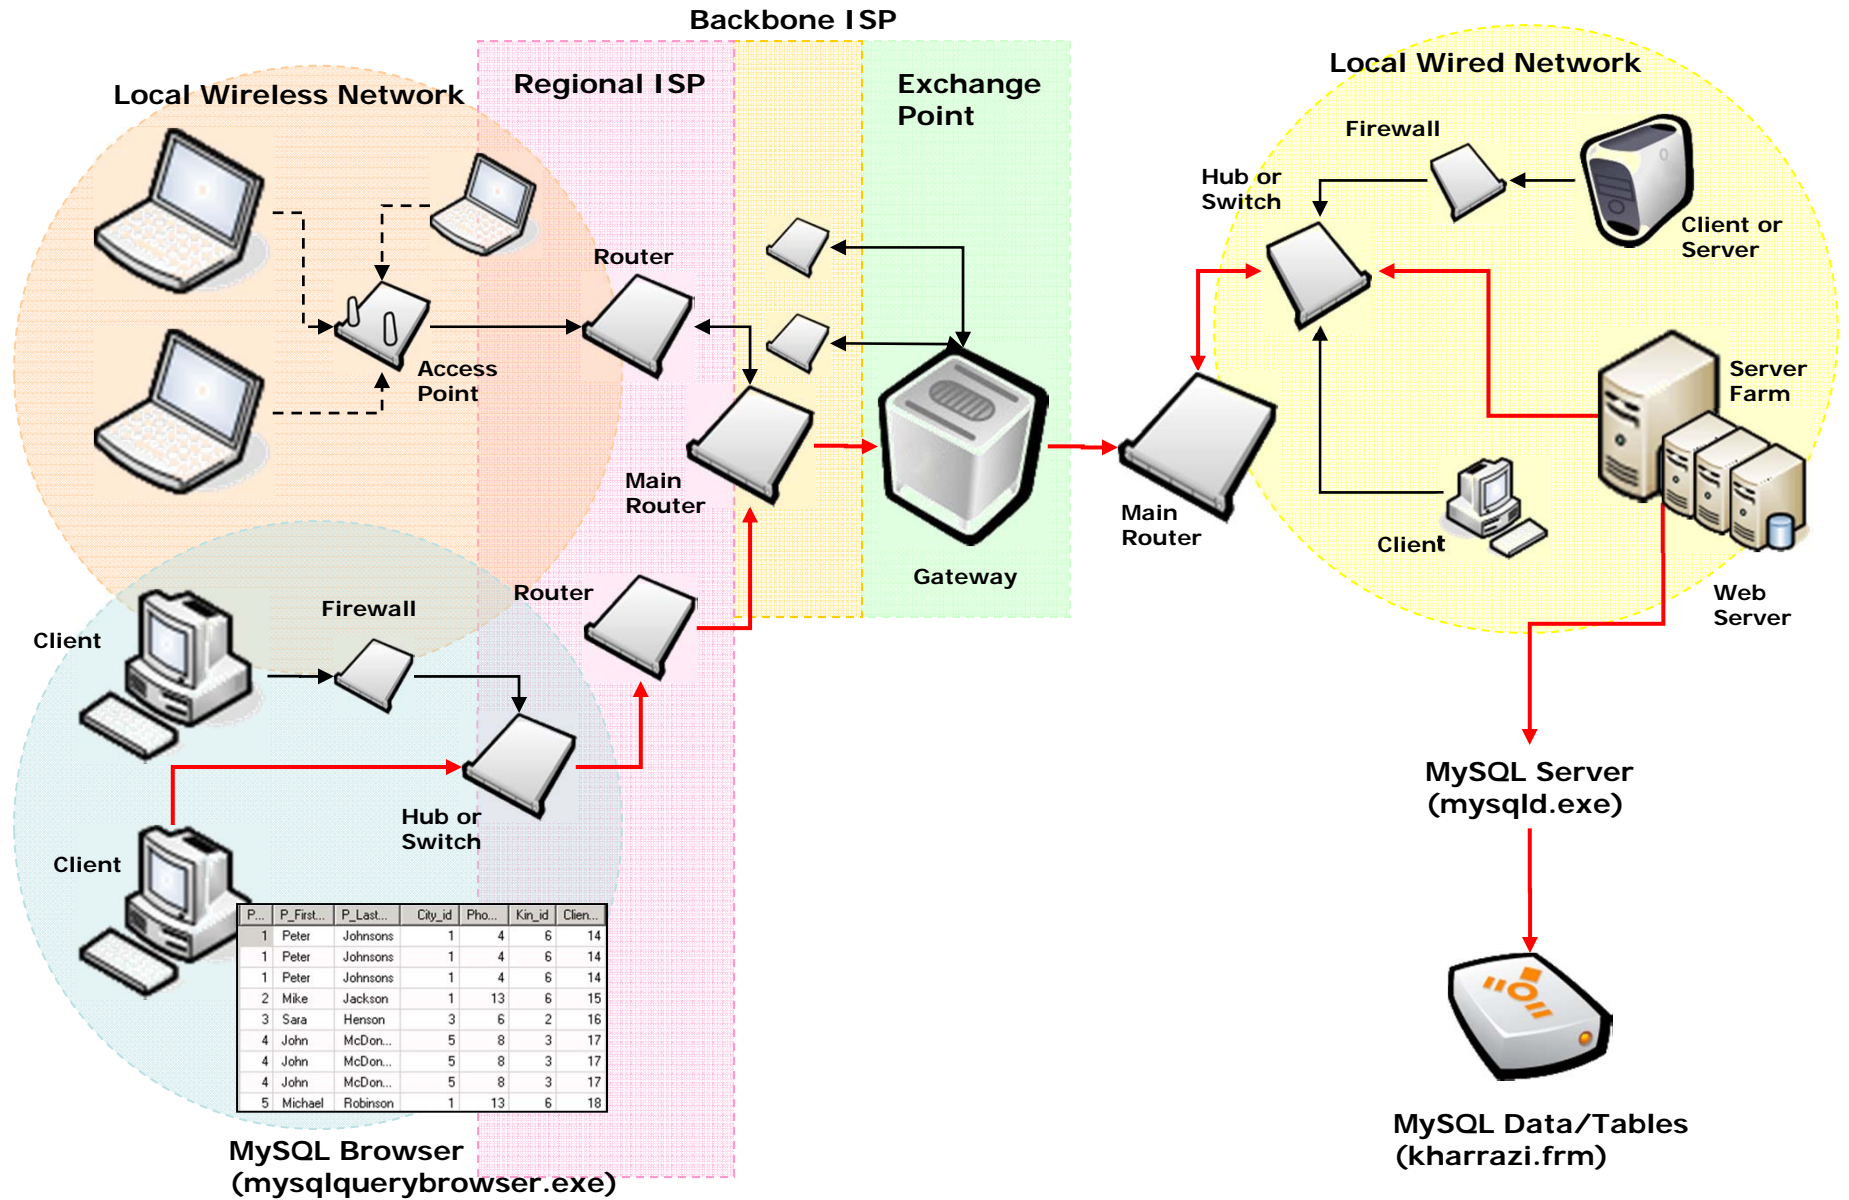 Backbone ISP
Local Wireless Network
Regional ISP
Exchange
Point
Local Wired Network
Firewall
Hub or
Switch
Client or
Server
Router
Access
Point
Server
Farm
Main
Router
Main
Router
Client
Gateway
Web
Server
Router
Firewall
Client
MySQL Server
(mysqld.exe)
Hub or
Switch
Client
P... P_First... P_Last... City_id Pho... Kin_id Clien...
1 Peter Johnsons 1 4 6 14
1 Peter Johnsons 1 4 6 14
1 Peter Johnsons 1 4 6 14
2 Mike Jackson 1 13 6 15
3 Sara Henson 3 6 2 16
4 John McDon... 5 8 3 17
4 John McDon... 5 8 3 17
4 John McDon... 5 8 3 17
5 Michael Robinson 1 13 6 18
MySQL Browser
(mysqlquerybrowser.exe)
MySQL Data/Tables
(kharrazi.frm)